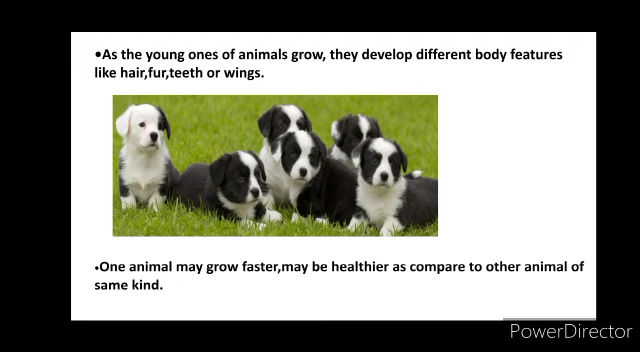 •As the young ones of animals grow, they develop different body features
like hair,fur,teeth or wings.
•One animal may grow faster,may be healthier as compare to other animal of
same kind.
PowerDirector